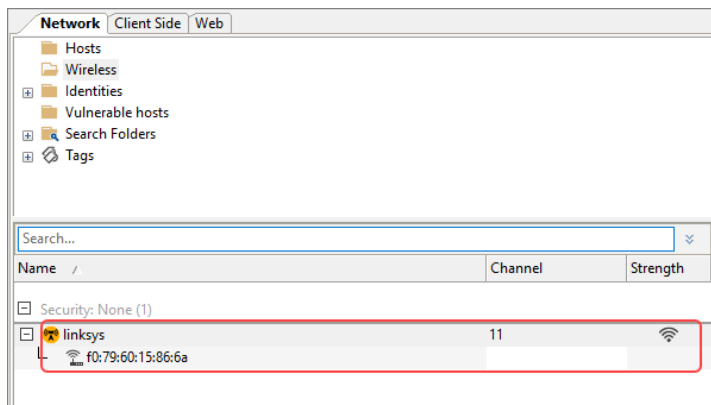 Network Client Side Web
Hosts
Wireless
Identities
Vulnerable hosts
Search Folders
Tags
Search...
Name Channel Strength
Security: None (1)
linksys 11
f0:79:60:15:86:6a